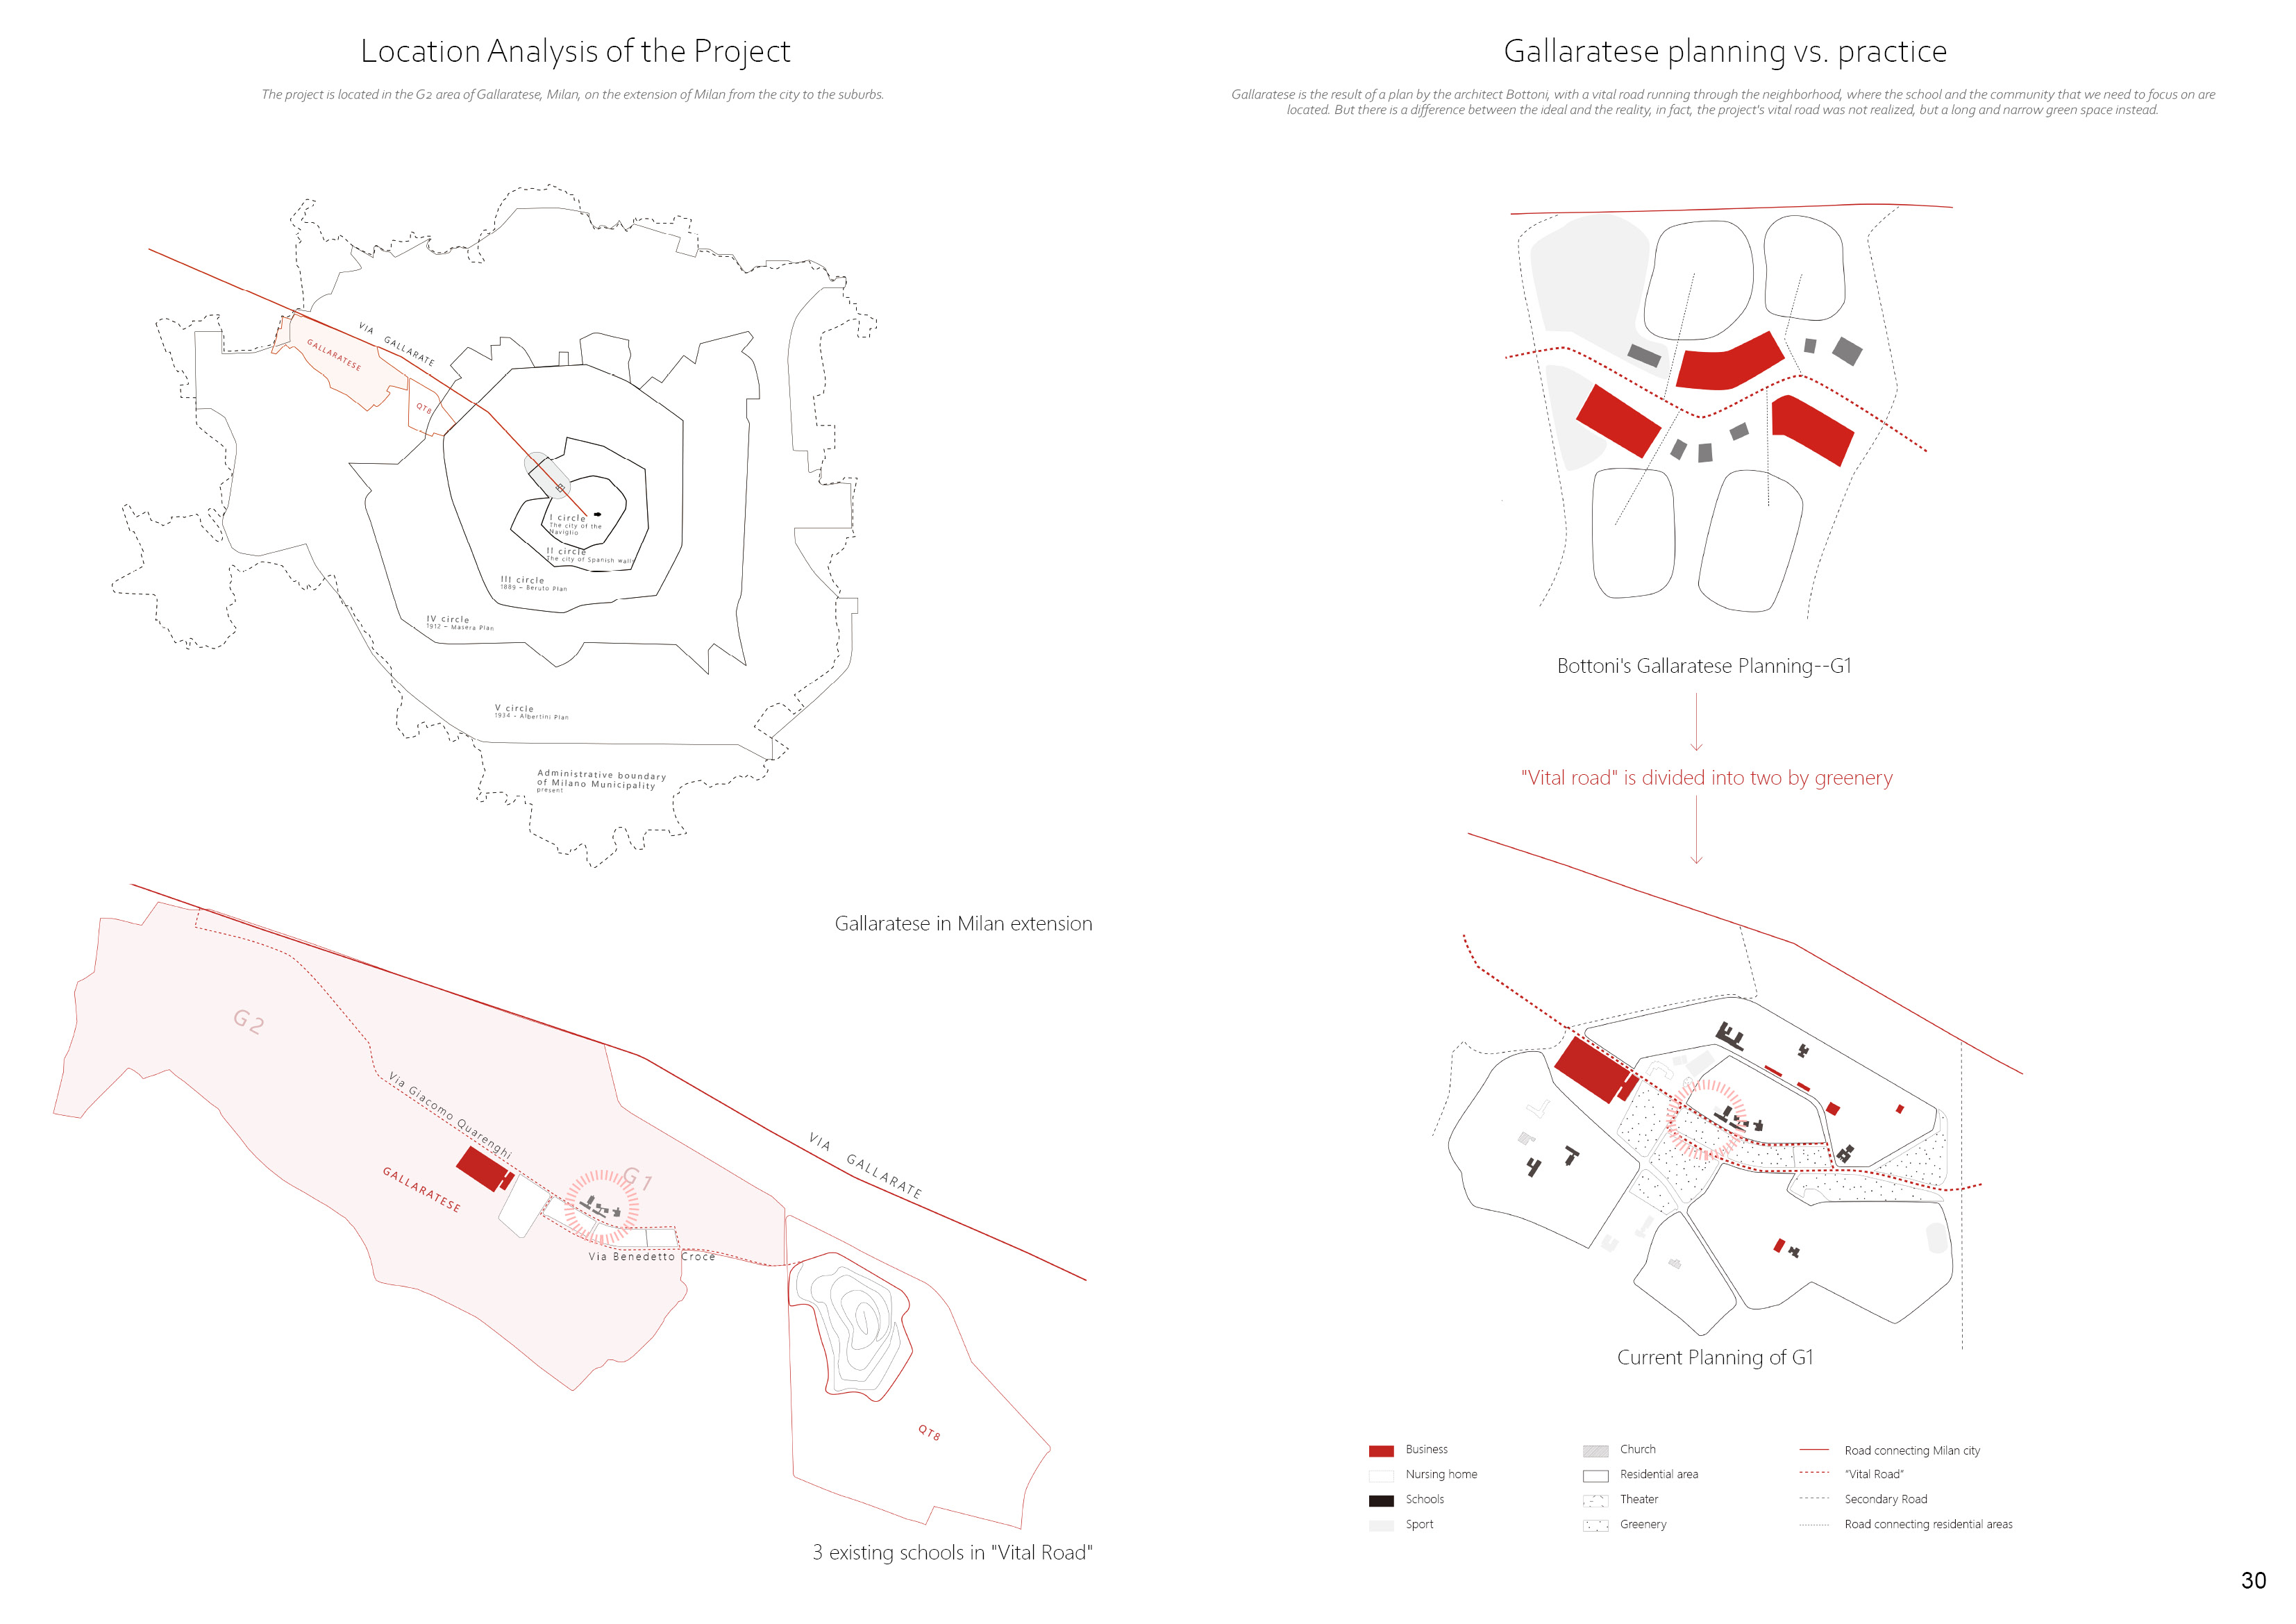 Location Analysis of the Project
The project is located in the G2 area of Gallaratese, Milan, on the extension of Milan from the city to the suburbs.
VIA GALLARATE
GALLARATESE
QT8
I circle
The city of the
Naviglio
II circle
The city of Spanish walls
III circle
1889 – Beruto Plan
IV circle
1912 – Masera Plan
V circle
1934 - Albertini Plan
Administrative boundary
of Milano Municipality
present
Gallaratese in Milan extension
G2
Via Giacomo Quarenghi
GALLARATESE
G1
Via Benedetto Croce
VIA GALLARATE
QT8
3 existing schools in "Vital Road"
Gallaratese planning vs. practice
Gallaratese is the result of a plan by the architect Bottoni, with a vital road running through the neighborhood, where the school and the community that we need to focus on are
located. But there is a difference between the ideal and the reality, in fact, the project's vital road was not realized, but a long and narrow green space instead.
Bottoni's Gallaratese Planning--G1
"Vital road" is divided into two by greenery
Current Planning of G1
Business
Nursing home
Schools
Sport
Church
Residential area
Theater
Greenery
Road connecting Milan city
"Vital Road"
Secondary Road
Road connecting residential areas
30